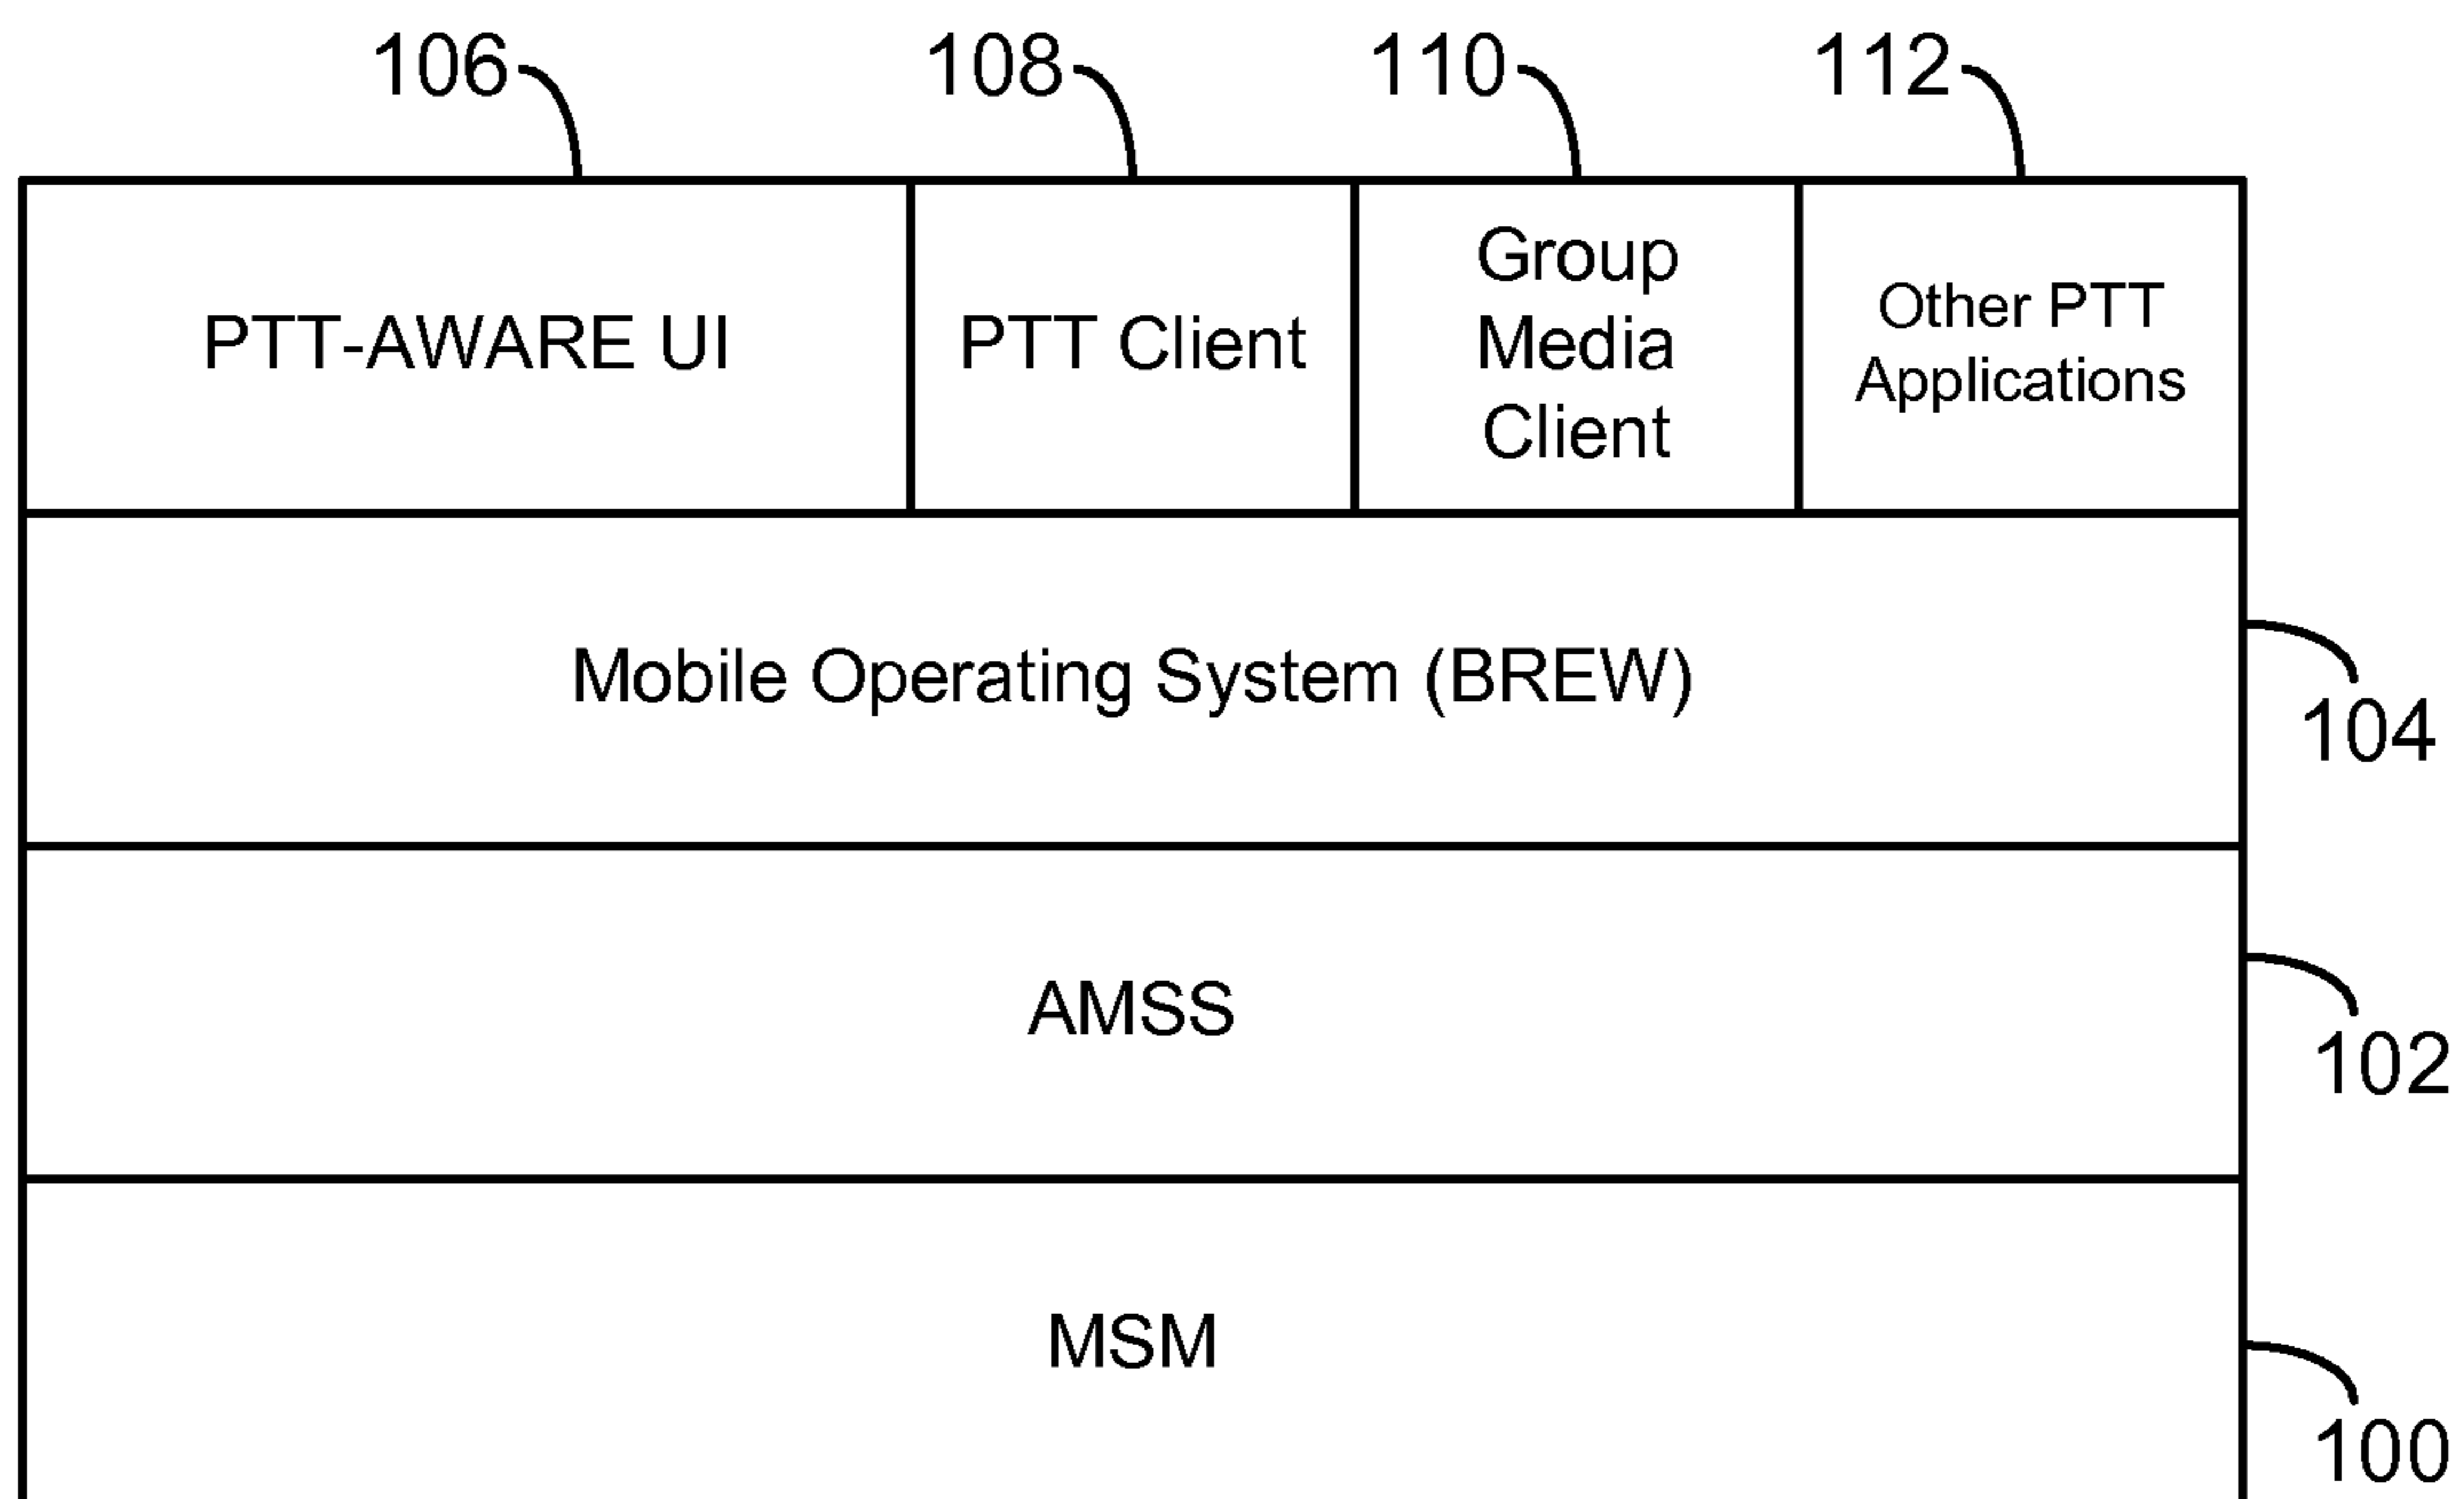 106
108
110
112
PTT-AWARE UI
PTT Client
Group
Media
Client
Other PTT
Applications
Mobile Operating System (BREW)
104
AMSS
102
MSM
100